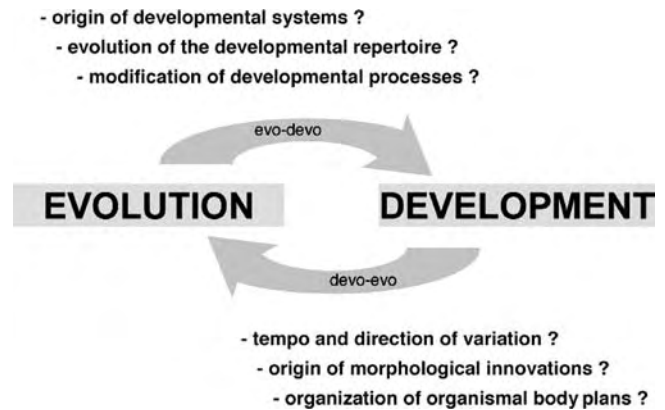 - origin of developmental systems ?
- evolution of the developmental repertoire ?
- modification of developmental processes ?
evo-devo
EVOLUTION
DEVELOPMENT
devo-evo
- tempo and direction of variation ?
- origin of morphological innovations ?
- organization of organismal body plans ?